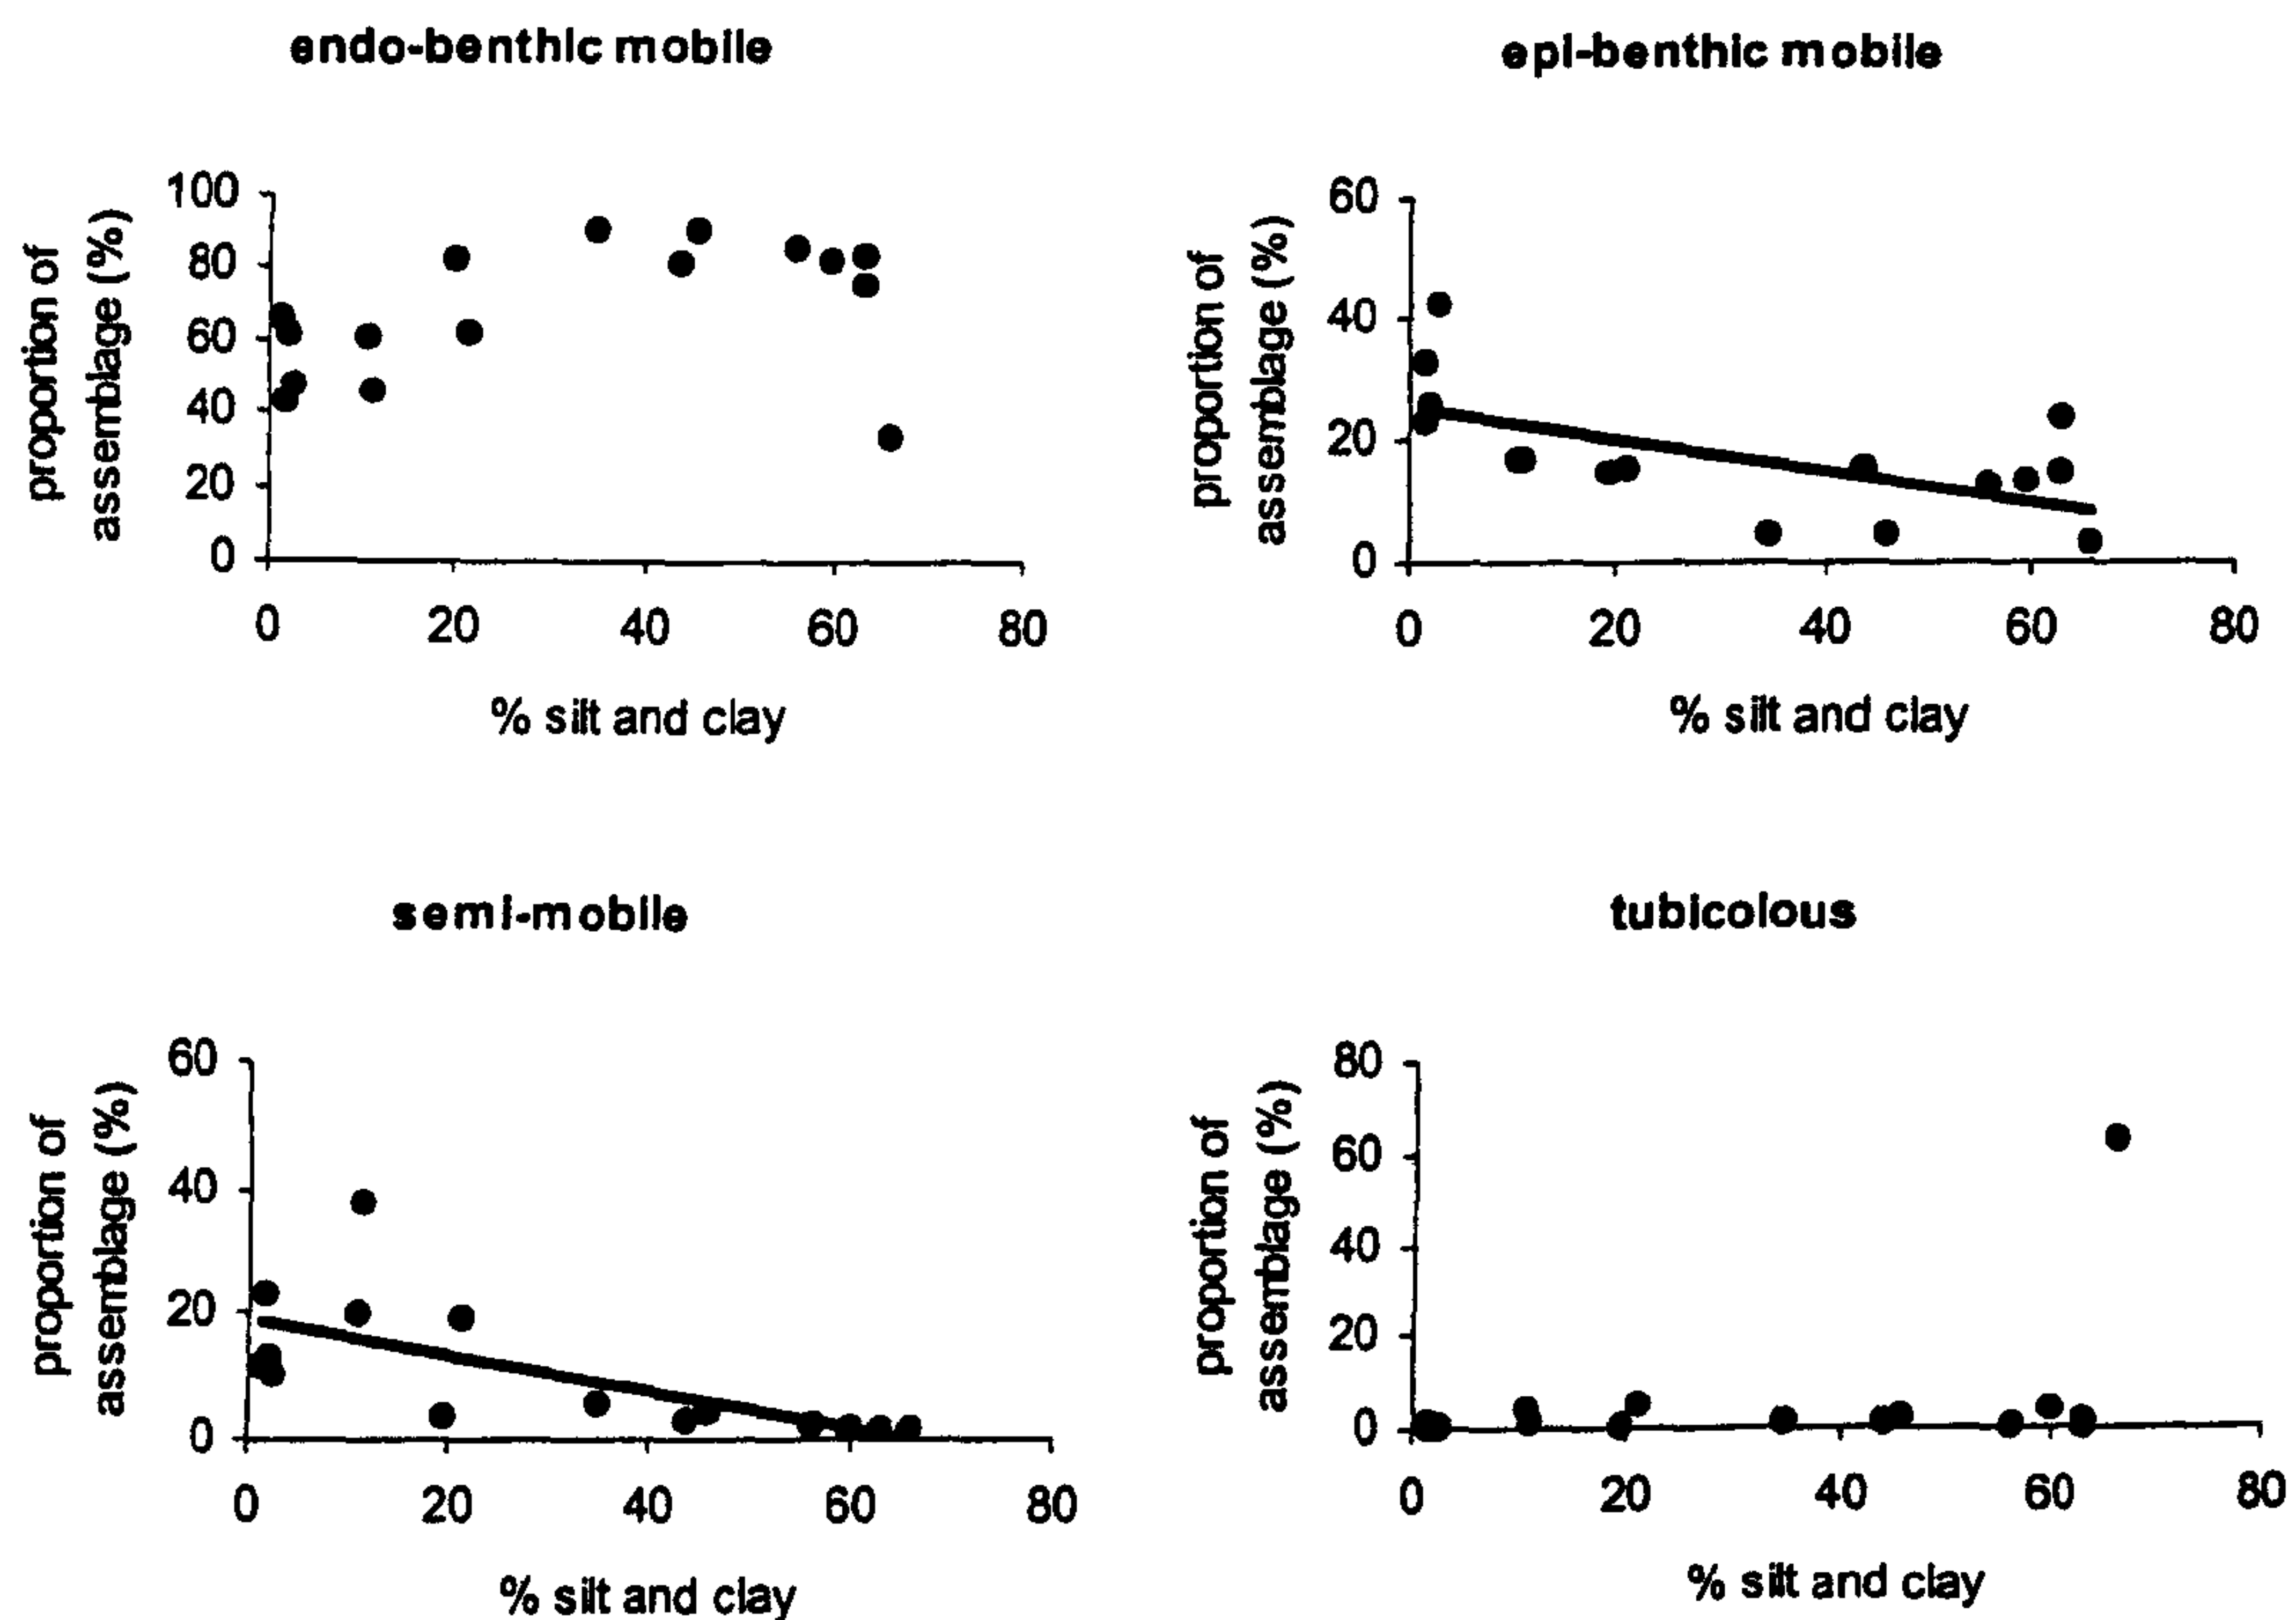 endo-benthic mobile
proportion of
assemblage (%)
100
80
60
40
20
0
0 20 40 60 80
% silt and clay
epi-benthic mobile
proportion of
assemblage (%)
60
40
20
0
0 20 40 60 80
% silt and clay
semi-mobile
proportion of
assemblage (%)
60
40
20
0
0 20 40 60 80
% silt and clay
tubicolous
proportion of
assemblage (%)
80
60
40
20
0
0 20 40 60 80
% silt and clay